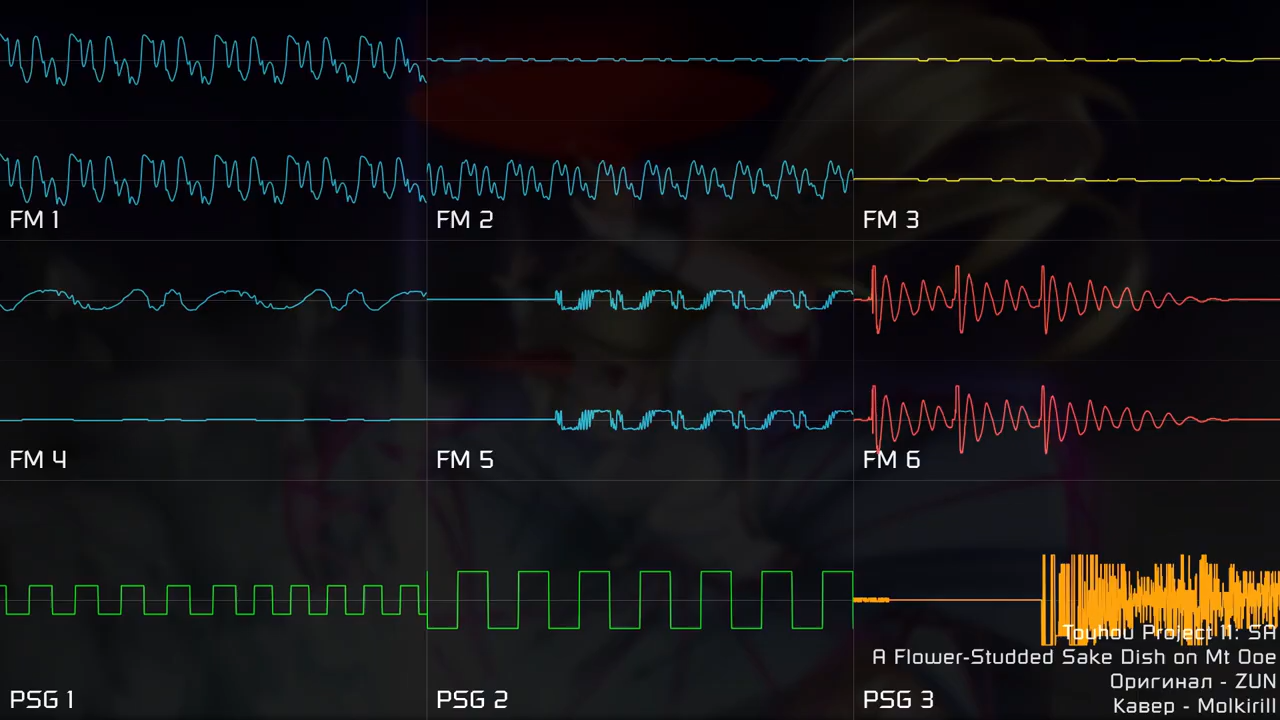 FM 1
FM 2
FM 3
FM 4
FM 5
FM 6
PSG 1
PSG 2
PSG 3
Touhou Project 11: SA
A Flower-Studded Sake Dish on Mt Ooe
Оригинал - ZUN
Кавер - Molkirill